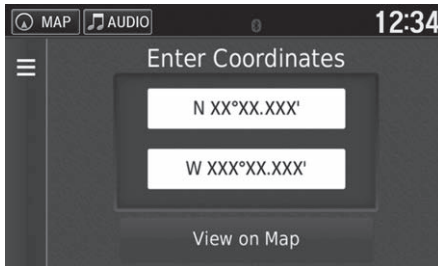 MAP AUDIO 12:34
Enter Coordinates
N XX°XX.XXX'
W XXX°XX.XXX'
View on Map